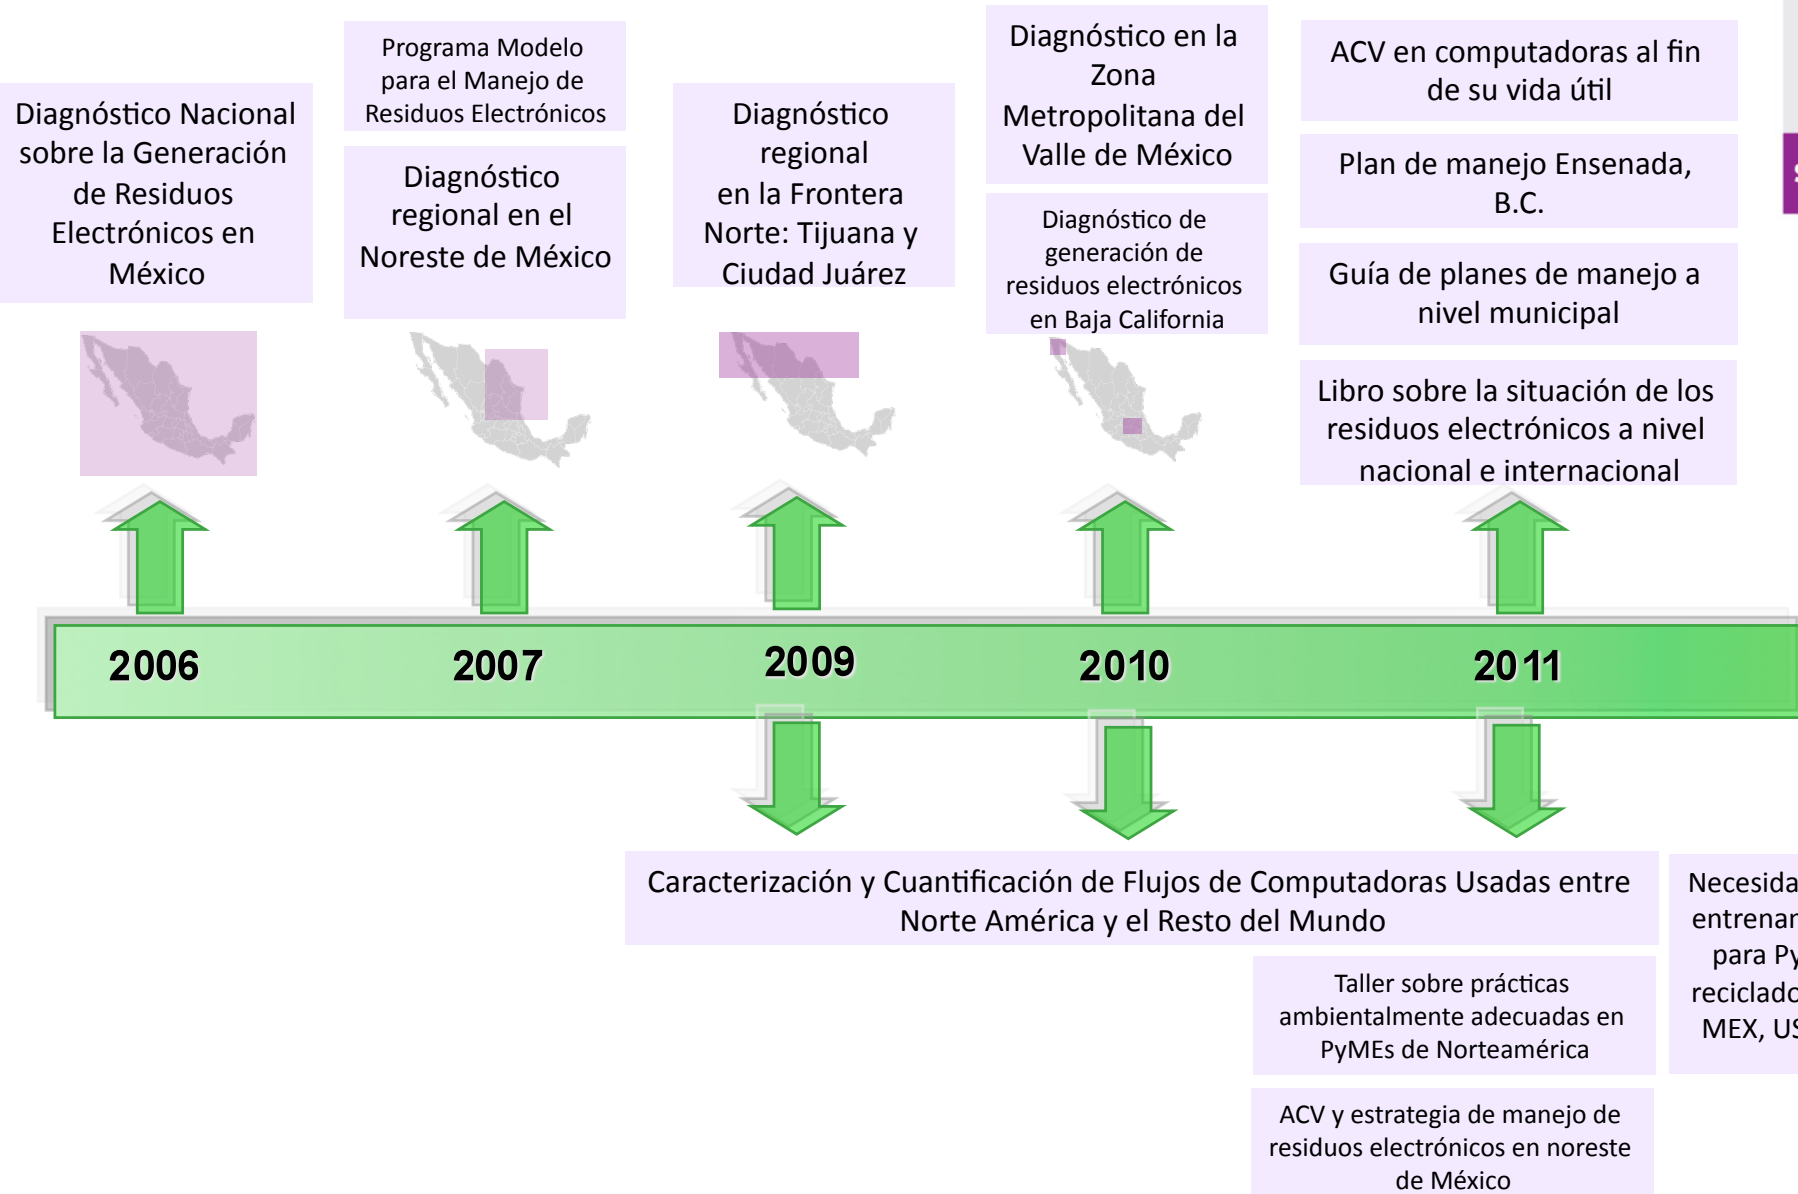 Diagnóstico Nacional
sobre la Generación
de Residuos
Electrónicos en
México
Programa Modelo
para el Manejo de
Residuos Electrónicos
Diagnóstico
regional en el
Noreste de México
Diagnóstico
regional
en la Frontera
Norte: Tijuana y
Ciudad Juárez
Diagnóstico en la
Zona
Metropolitana del
Valle de México
Diagnóstico de
generación de
residuos electrónicos
en Baja California
ACV en computadoras al fin
de su vida útil
Plan de manejo Ensenada,
B.C.
Guía de planes de manejo a
nivel municipal
Libro sobre la situación de los
residuos electrónicos a nivel
nacional e internacional
2006
2007
2009
2010
2011
Caracterización y Cuantificación de Flujos de Computadoras Usadas entre
Norte América y el Resto del Mundo
Taller sobre prácticas
ambientalmente adecuadas en
PyMEs de Norteamérica
ACV y estrategia de manejo de
residuos electrónicos en noreste
de México
para
MEX,